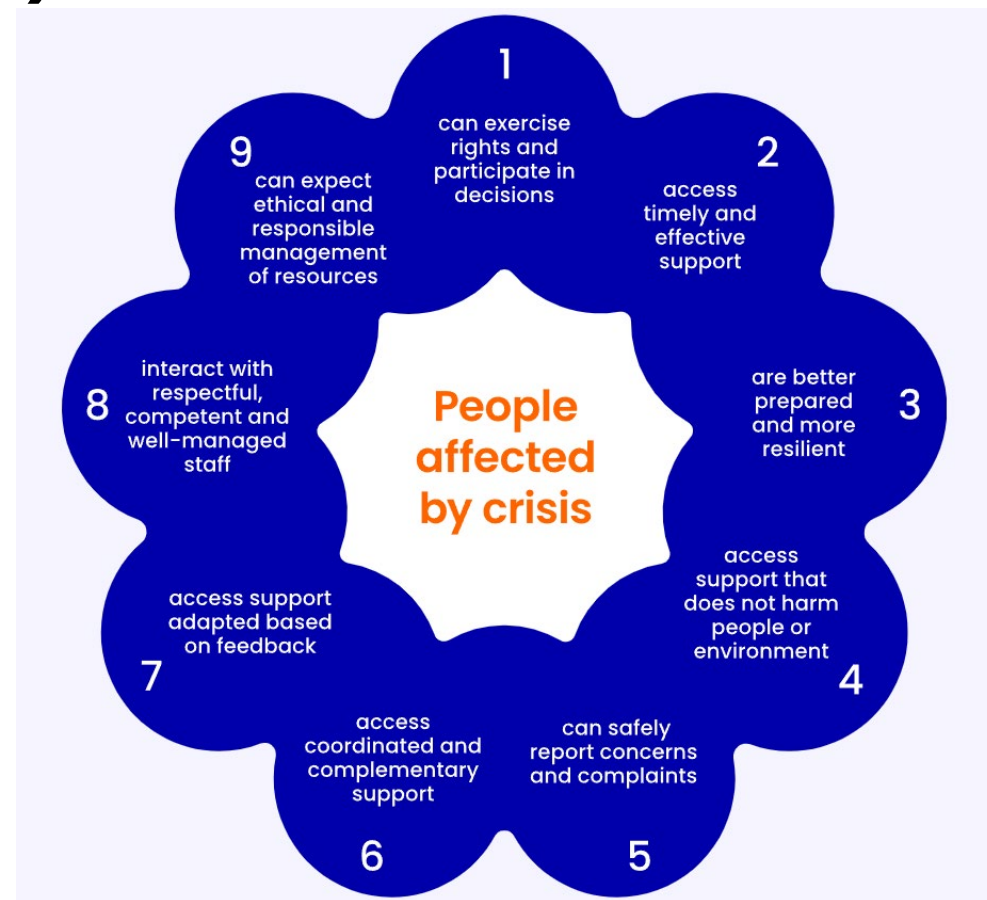 1
can exercise
rights and
participate in
decisions
2
access
timely and
effective
support
3
are better
prepared
and more
resilient
4
access
support that
does not harm
people or
environment
5
can safely
report concerns
and complaints
6
access
coordinated and
complementary
support
7
access support
adapted based
on feedback
8
interact with
respectful,
competent and
well-managed
staff
9
can expect
ethical and
responsible
management
of resources
People
affected
by crisis